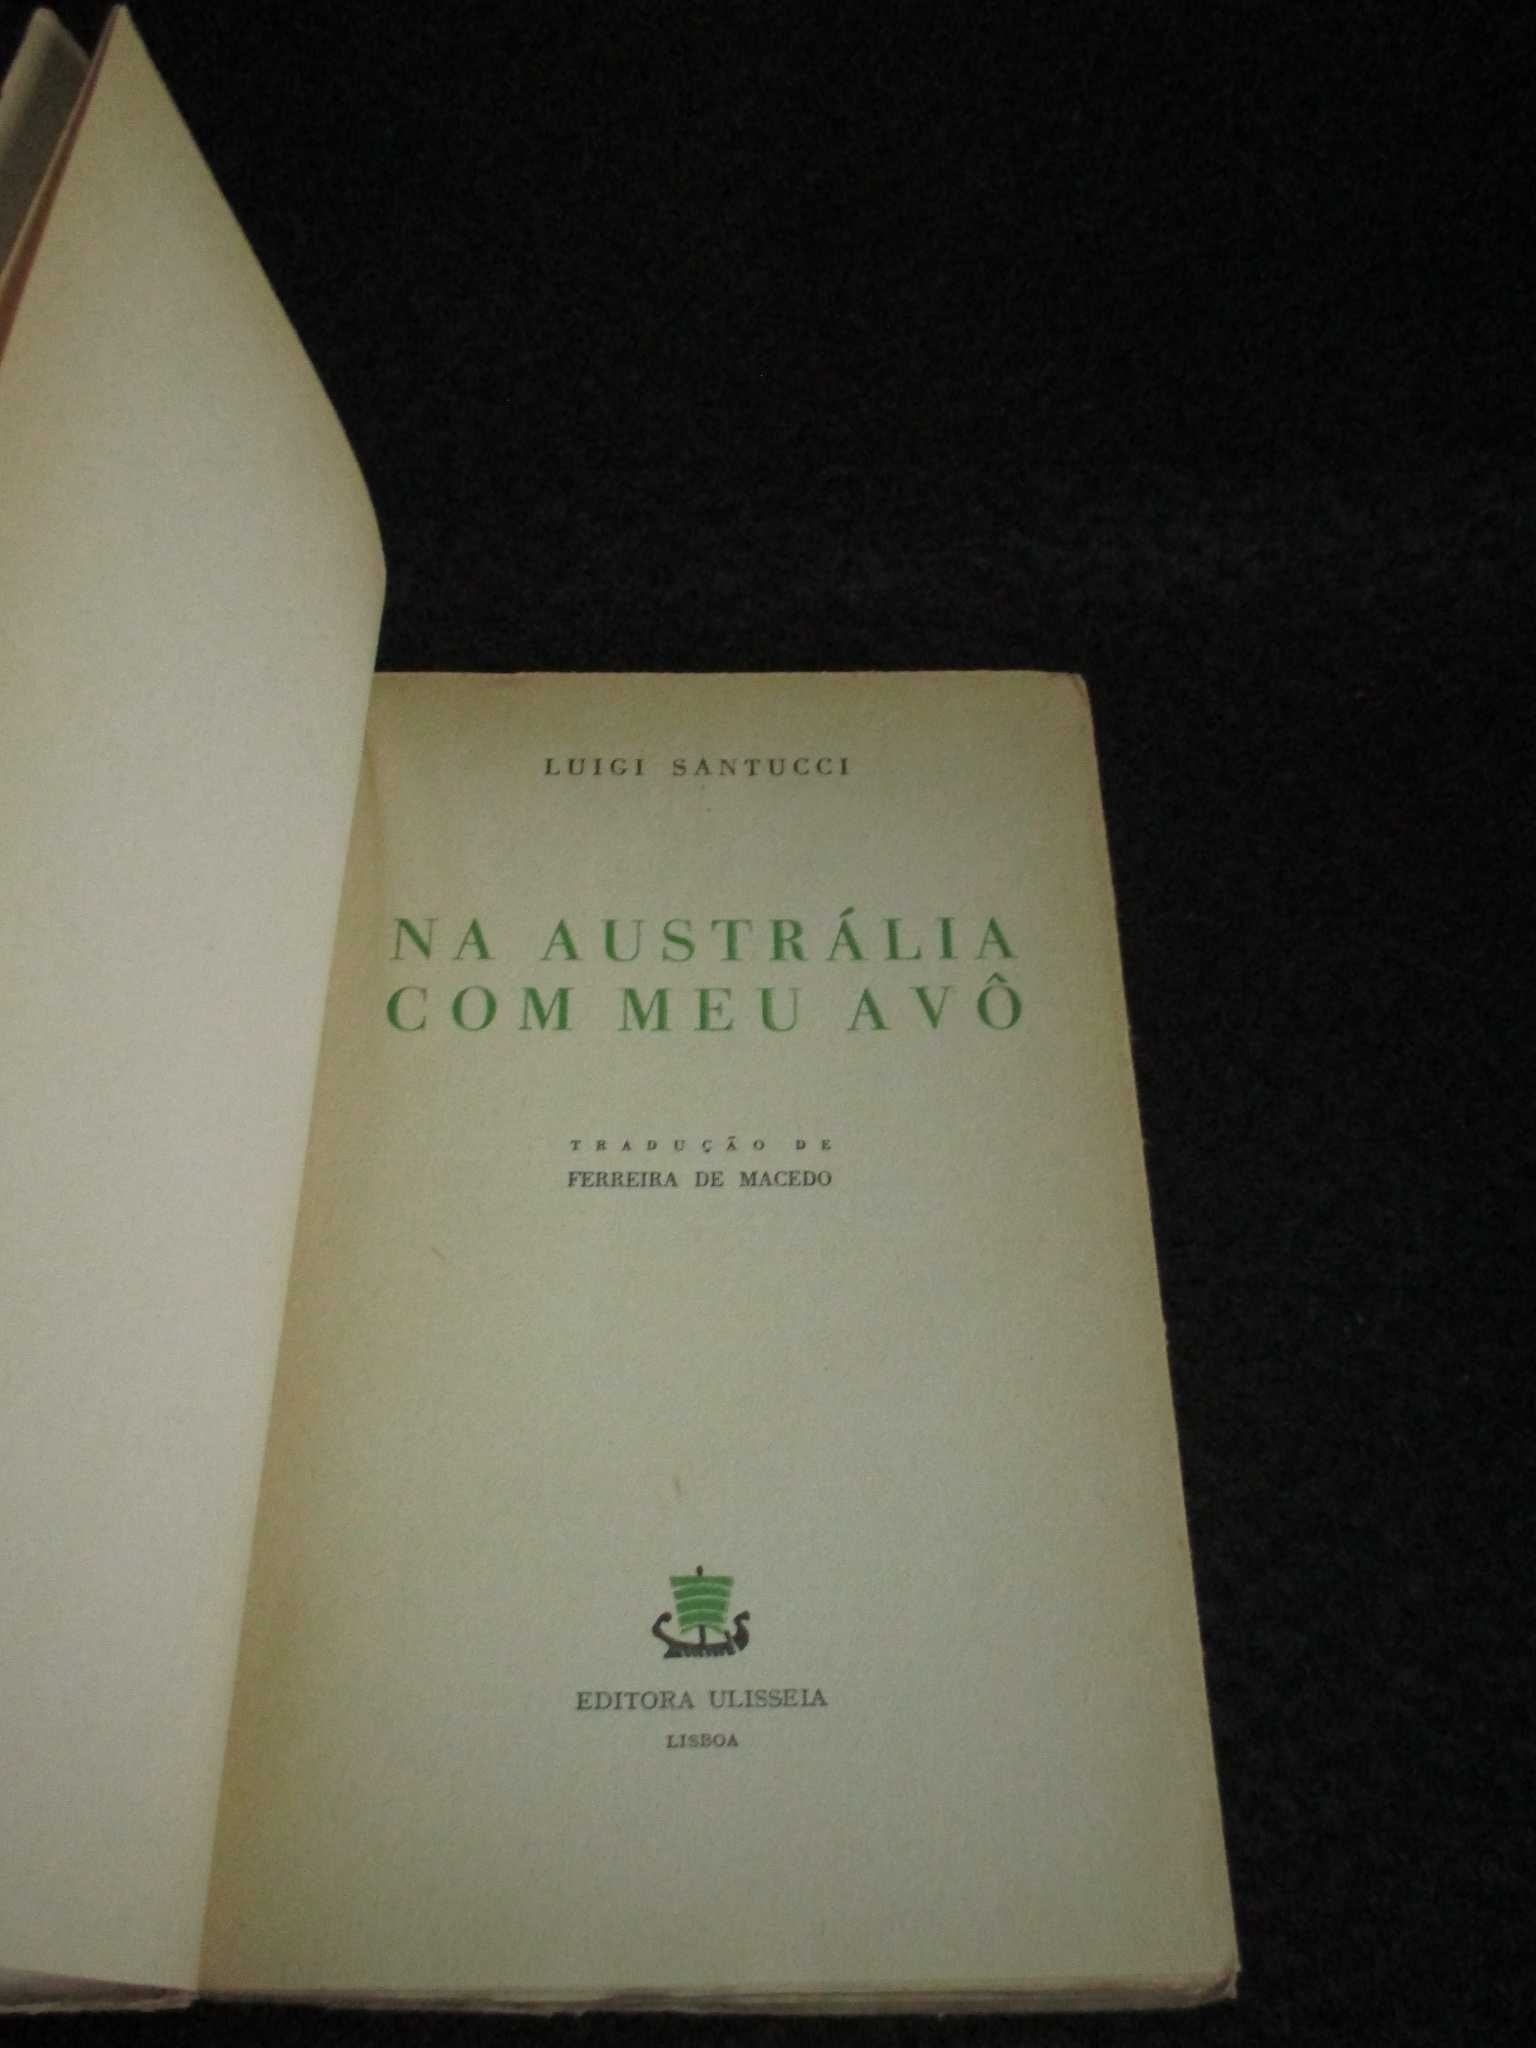 LUIGI SANTUCCI
NA AUSTRÁLIA
COM MEU AVÔ
TRADUÇÃO DE
FERREIRA DE MACEDO
EDITORA ULISSEIA
LISBOA